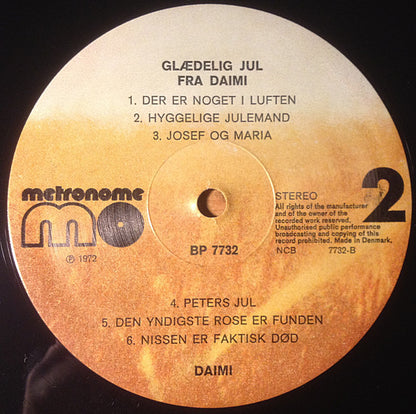 GLÆDELIG JUL
FRA DAIMI
1. DER ER NOGET I LUFTEN
2. HYGGELIGE JULEMAND
3. JOSEF OG MARIA
metronome
mo
℗ 1972
BP 7732
STEREO
2
All rights of the manufacturer
and of the owner of the
recorded work reserved.
Unauthorised public performance
broadcasting and copying of this
record prohibited. Made in Denmark.
NCB 7732-B
4. PETERS JUL
5. DEN YNDIGSTE ROSE ER FUNDEN
6. NISSEN ER FAKTISK DØD
DAIMI